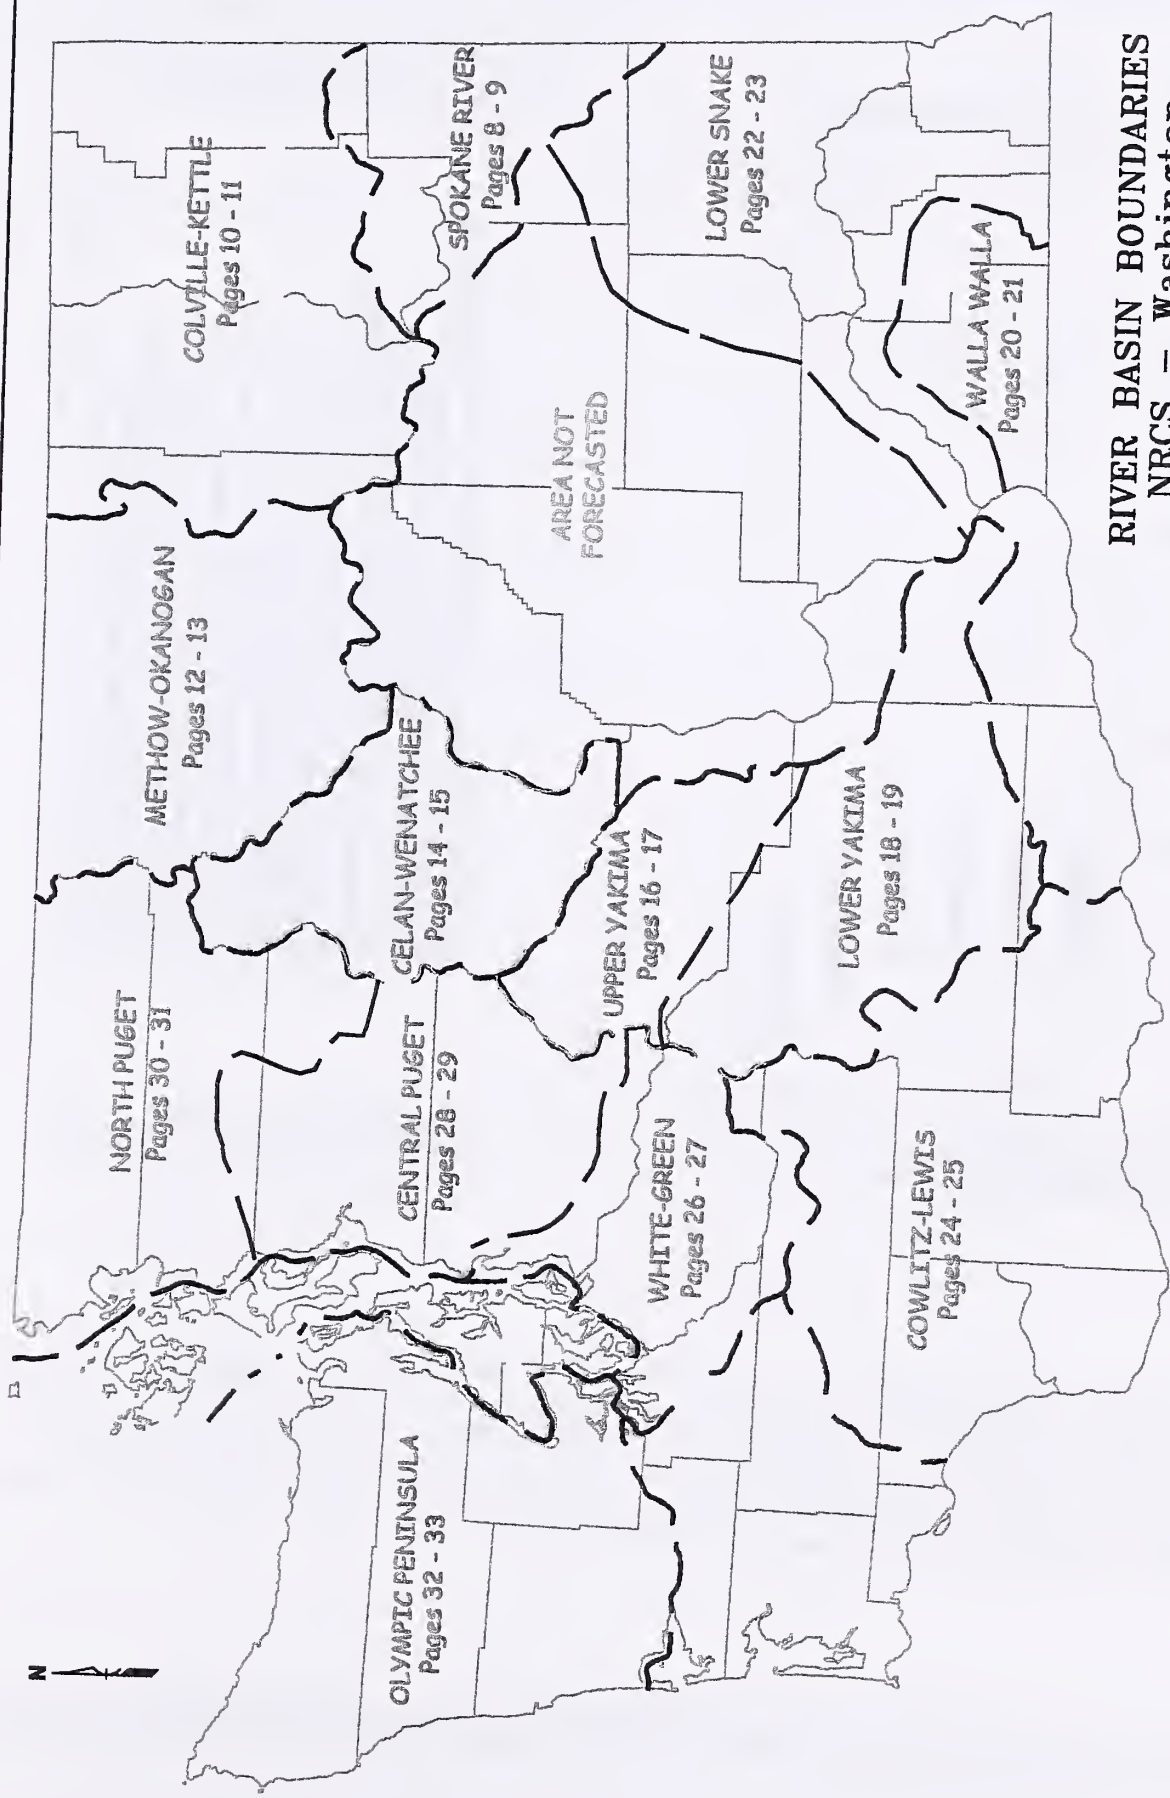 N
NORTH PUGET
Pages 30 - 31
METHOW-OKANOGAN
Pages 12 - 13
COLVILLE-KETTLE
Pages 10 - 11
OLYMPIC PENINSULA
Pages 32 - 33
CENTRAL PUGET
Pages 28 - 29
CELAN-WENATCHEE
Pages 14 - 15
SPOKANE RIVER
Pages 8 - 9
AREA NOT
FORECASTED
UPPER YAKIMA
Pages 16 - 17
WHITE-GREEN
Pages 26 - 27
LOWER SNAKE
Pages 22 - 23
LOWER YAKIMA
Pages 18 - 19
COWLITZ-LEWIS
Pages 24 - 25
WALLA WALLA
Pages 20 - 21
RIVER BASIN BOUNDARIES
NRCS - Washington